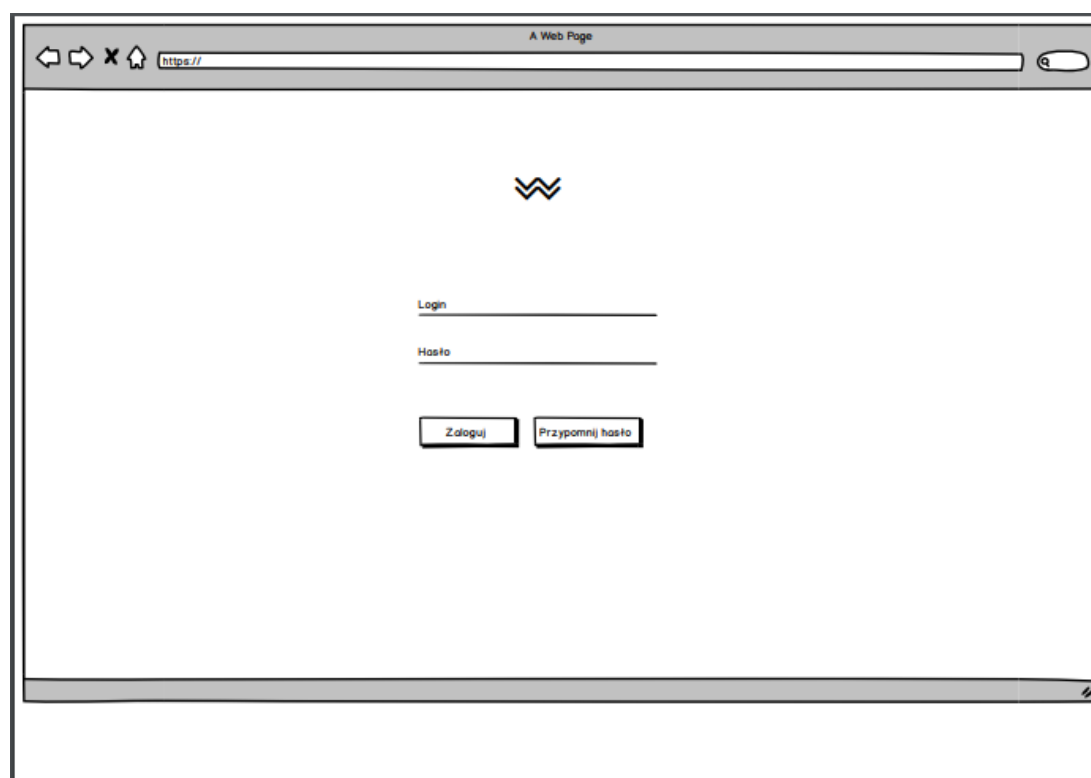 A Web Page
https://
Login
Hasło
Zaloguj
Przypomnij hasło